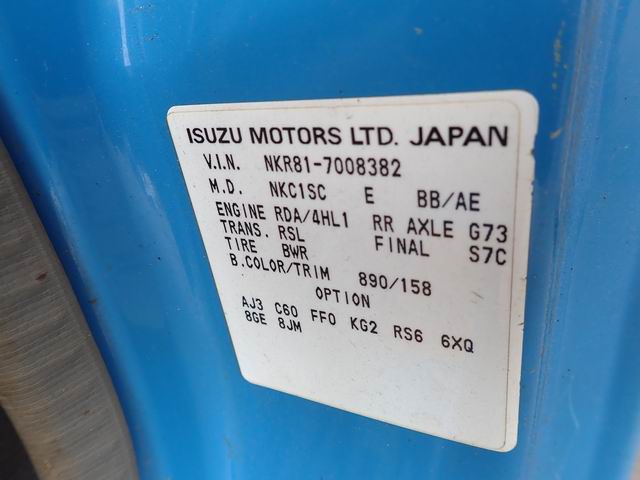 ISUZU MOTORS LTD. JAPAN
V.I.N. NKR81-7008382
M.D. NKC1SC E BB/AE
ENGINE RDA/4HL1 RR AXLE G73
TRANS. RSL FINAL S7C
TIRE BWR
B.COLOR/TRIM 890/158
OPTION
AJ3 C60 FFO KG2 RS6 6XQ
8GE 8JM